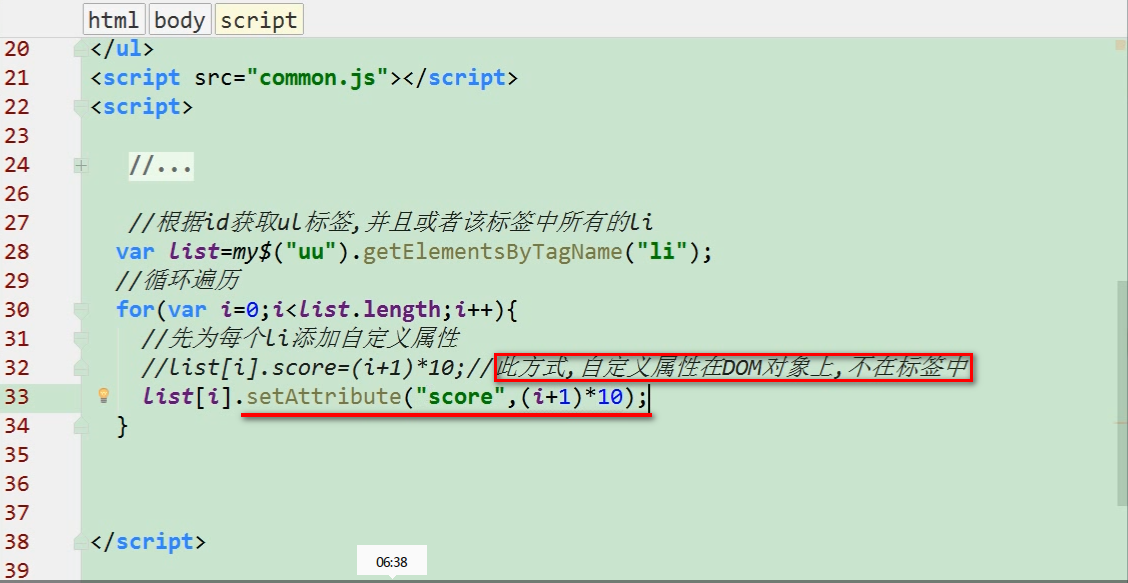 html body script
20 </ul>
21 <script src="common.js"></script>
22 <script>
23
24 //...
26
27 //根据id获取ul标签,并且或者该标签中所有的li
28 var list=my$("uu").getElementsByTagName("li");
29 //循环遍历
30 for(var i=0;i<list.length;i++){
31 //先为每个li添加自定义属性
32 //list[i].score=(i+1)*10;//此方式,自定义属性在DOM对象上,不在标签中
33 list[i].setAttribute("score",(i+1)*10);
34 }
35
36
37
38 </script>
39
06:38